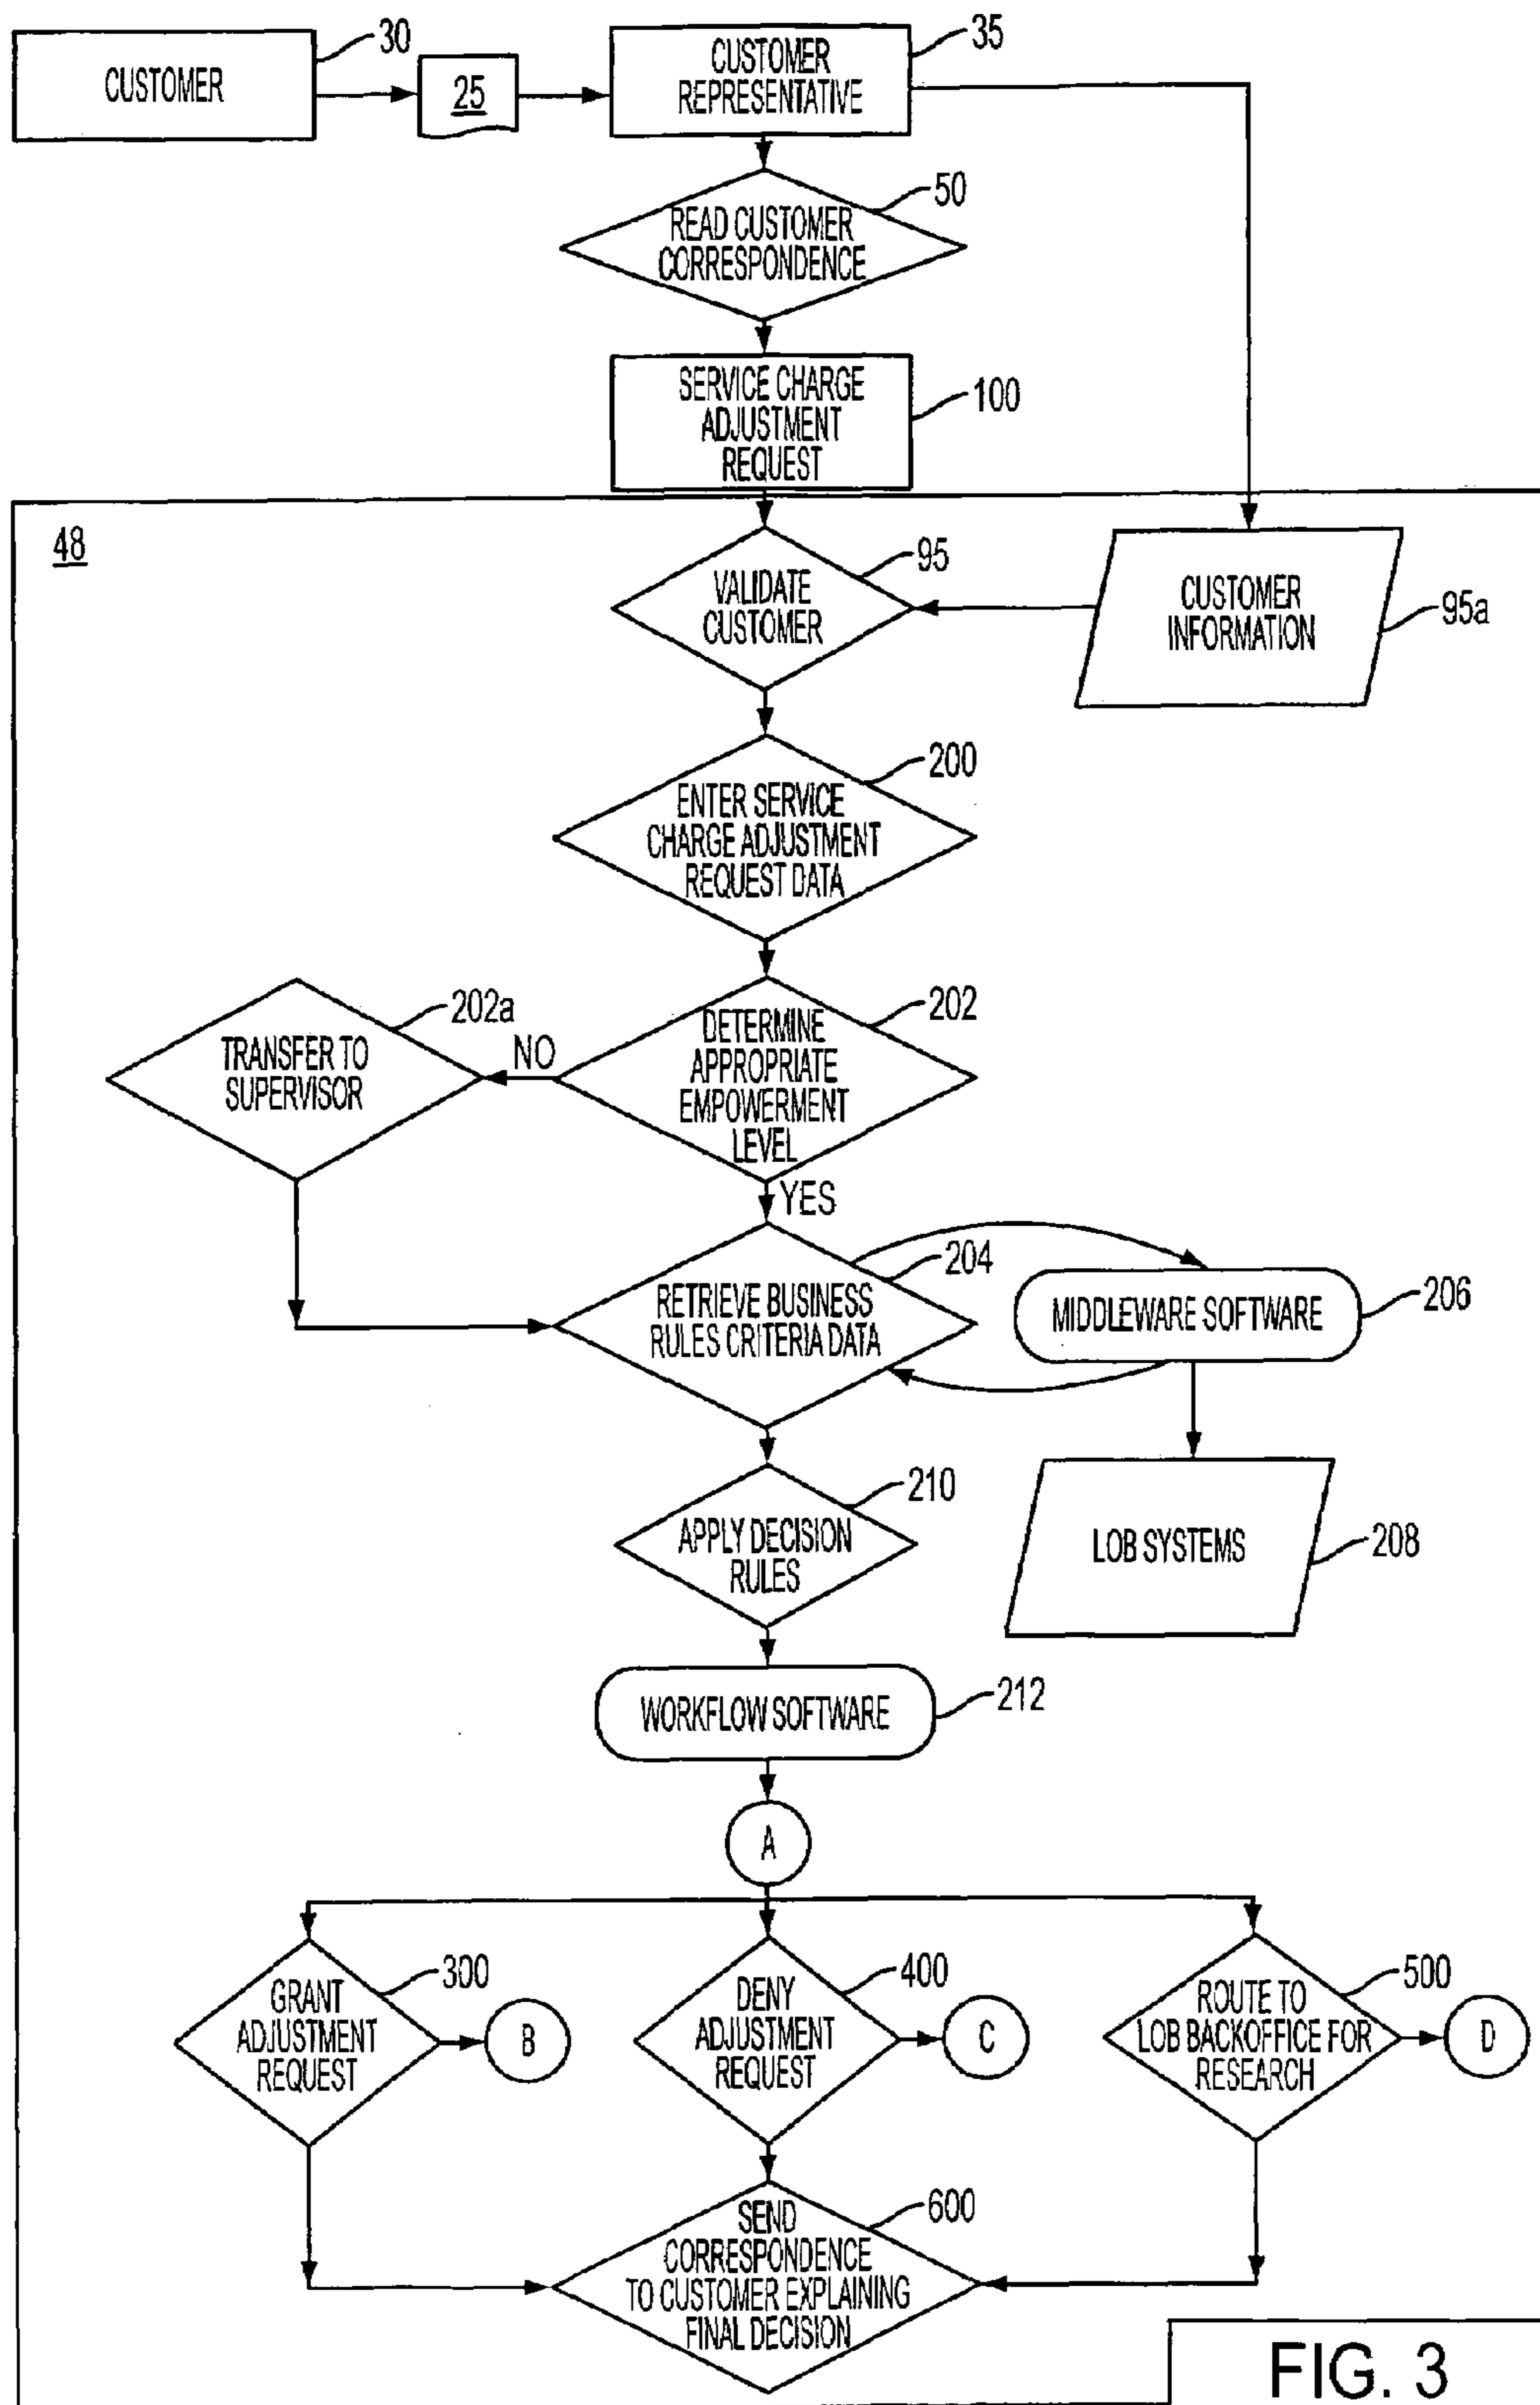 30
35
CUSTOMER
25
CUSTOMER
REPRESENTATIVE
50
READ CUSTOMER
CORRESPONDENCE
SERVICE CHARGE
ADJUSTMENT
REQUEST
100
48
95
VALIDATE
CUSTOMER
CUSTOMER
INFORMATION
95a
200
ENTER SERVICE
CHARGE ADJUSTMENT
REQUEST DATA
202a
TRANSFER TO
SUPERVISOR
NO
202
DETERMINE
APPROPRIATE
EMPOWERMENT
LEVEL
YES
204
RETRIEVE BUSINESS
RULES CRITERIA DATA
MIDDLEWARE SOFTWARE
206
210
APPLY DECISION
RULES
LOB SYSTEMS
208
WORKFLOW SOFTWARE
212
A
300
GRANT
ADJUSTMENT
REQUEST
B
400
DENY
ADJUSTMENT
REQUEST
C
500
ROUTE TO
LOB BACKOFFICE FOR
RESEARCH
D
600
SEND
CORRESPONDENCE
TO CUSTOMER EXPLAINING
FINAL DECISION
FIG. 3